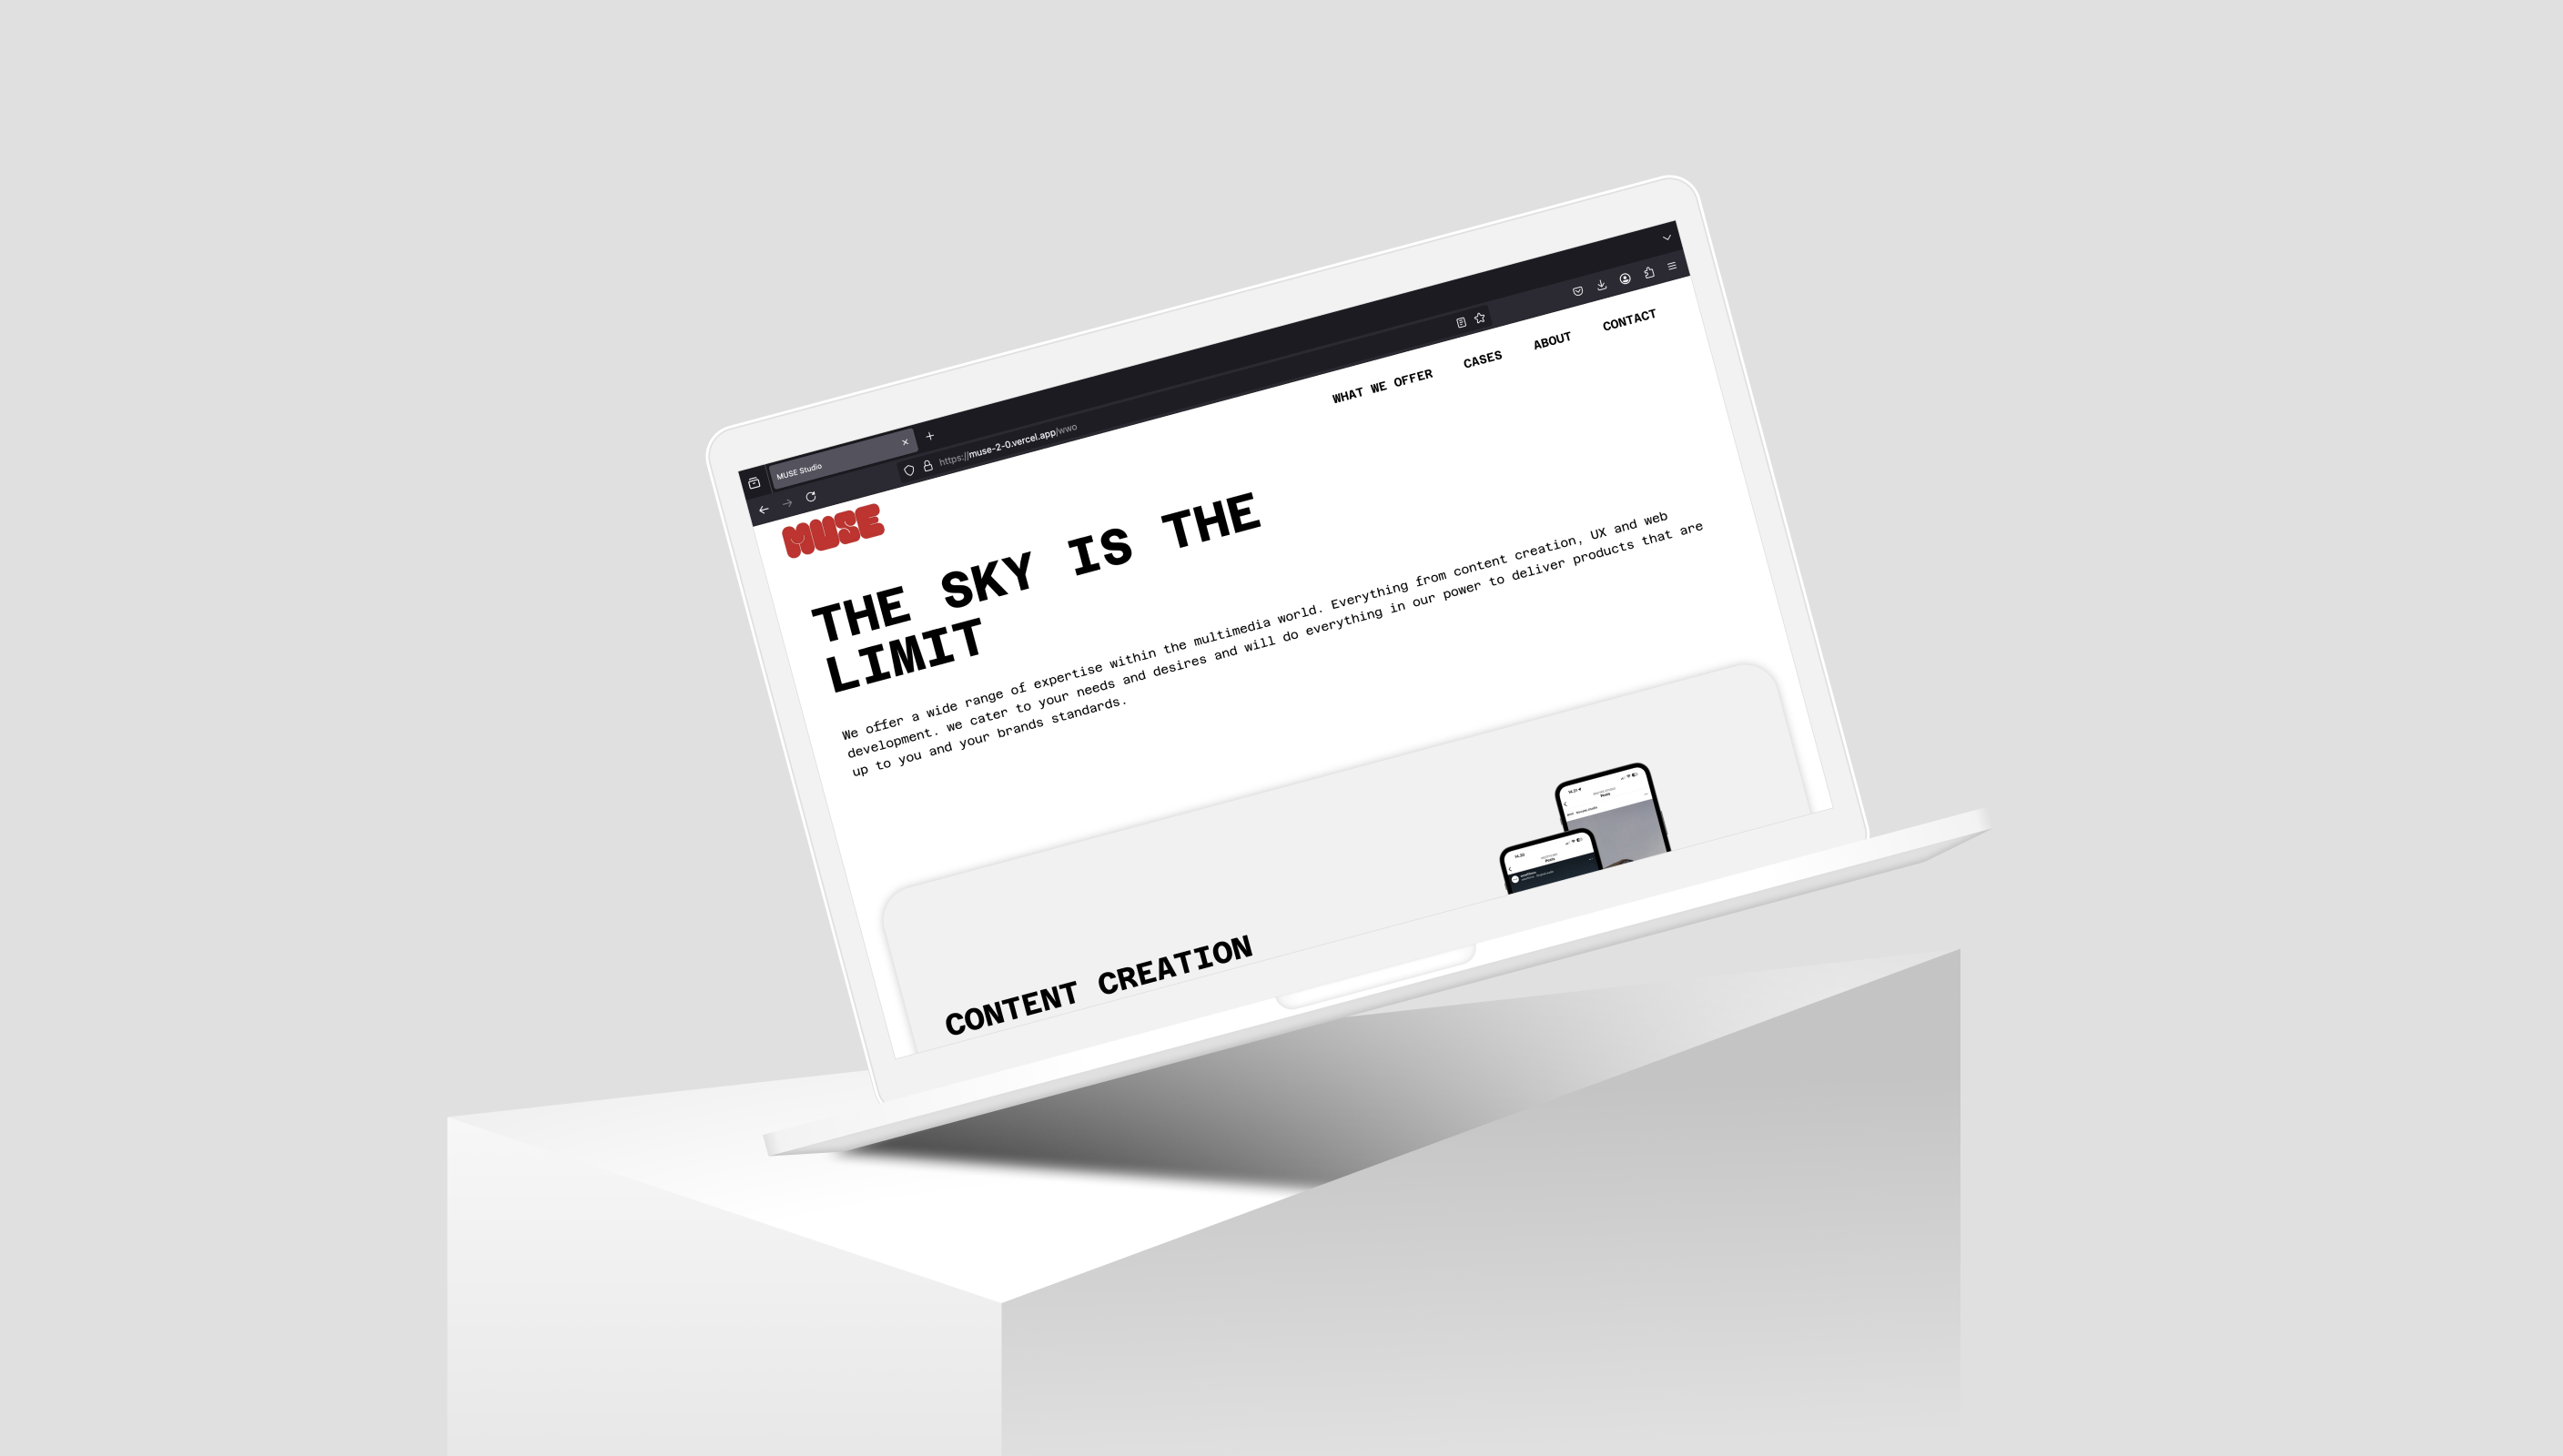 MUSE Studio
https://muse-2-0.vercel.app/wwo
MUSE
WHAT WE OFFER
CASES
ABOUT
CONTACT
THE SKY IS THE
LIMIT
We offer a wide range of expertise within the multimedia world. Everything from content creation, UX and web
development. we cater to your needs and desires and will do everything in our power to deliver products that are
up to you and your brands standards.
CONTENT CREATION